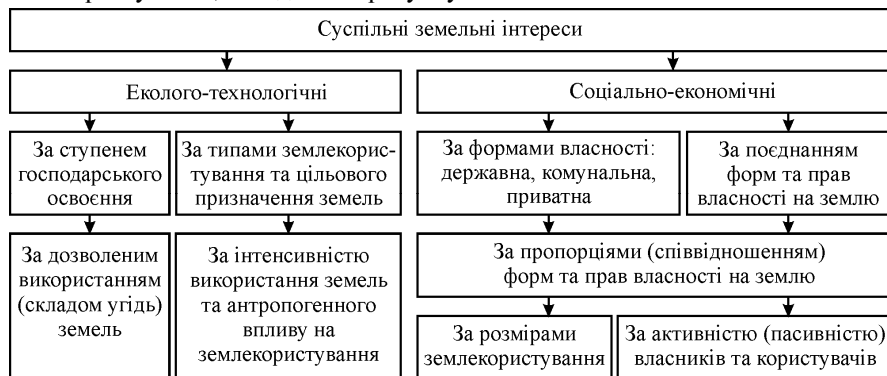 Суспільні земельні інтереси
Еколого-технологічні
Соціально-економічні
За ступенем
господарського
освоєння
За типами землекорис-
тування та цільового
призначення земель
За формами власності:
державна, комунальна,
приватна
За поєднанням
форм та прав
власності на землю
За дозволеним
використанням
(складом угідь)
земель
За інтенсивністю
використання земель
та антропогенного
впливу на
землекористування
За пропорціями (співвідношенням)
форм та прав власності на землю
За розмірами
землекористування
За активністю (пасивністю)
власників та користувачів